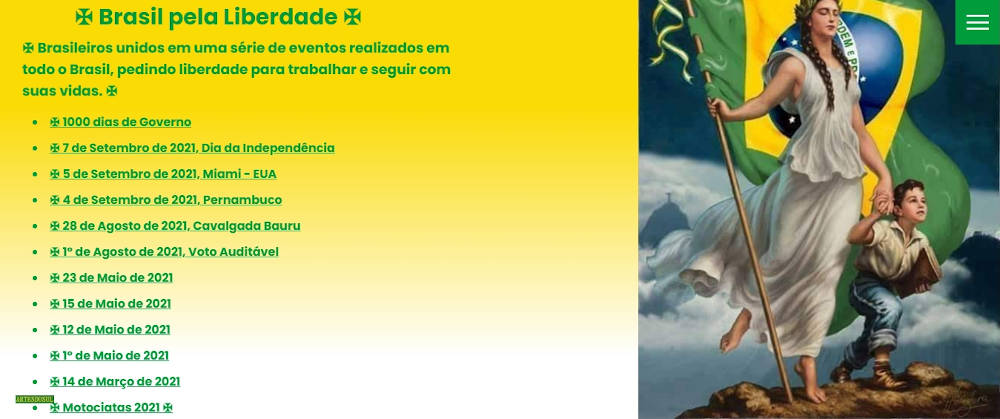 ✠ Brasil pela Liberdade ✠
✠ Brasileiros unidos em uma série de eventos realizados em
todo o Brasil, pedindo liberdade para trabalhar e seguir com
suas vidas. ✠
• ✠ 1000 dias de Governo
• ✠ 7 de Setembro de 2021, Dia da Independência
• ✠ 5 de Setembro de 2021, Miami - EUA
• ✠ 4 de Setembro de 2021, Pernambuco
• ✠ 28 de Agosto de 2021, Cavalgada Bauru
• ✠ 1º de Agosto de 2021, Voto Auditável
• ✠ 23 de Maio de 2021
• ✠ 15 de Maio de 2021
• ✠ 12 de Maio de 2021
• ✠ 1º de Maio de 2021
• ✠ 14 de Março de 2021
ARTESDOSUL
• ✠ Motociatas 2021 ✠